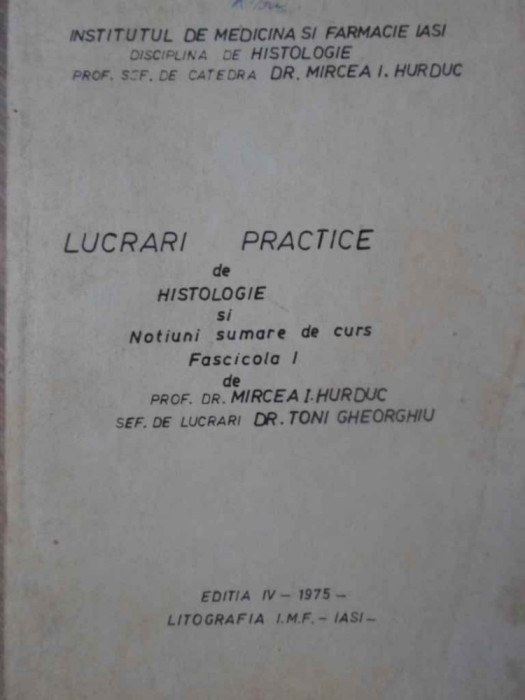 INSTITUTUL DE MEDICINA SI FARMACIE IASI
DISCIPLINA DE HISTOLOGIE
PROF. SEF. DE CATEDRA DR. MIRCEA I. HURDUC
LUCRARI PRACTICE
de
HISTOLOGIE
si
Notiuni sumare de curs
Fascicola I
de
PROF. DR. MIRCEA I. HURDUC
SEF. DE LUCRARI DR. TONI GHEORGHIU
EDITIA IV - 1975 -
LITOGRAFIA I.M.F. - IASI -